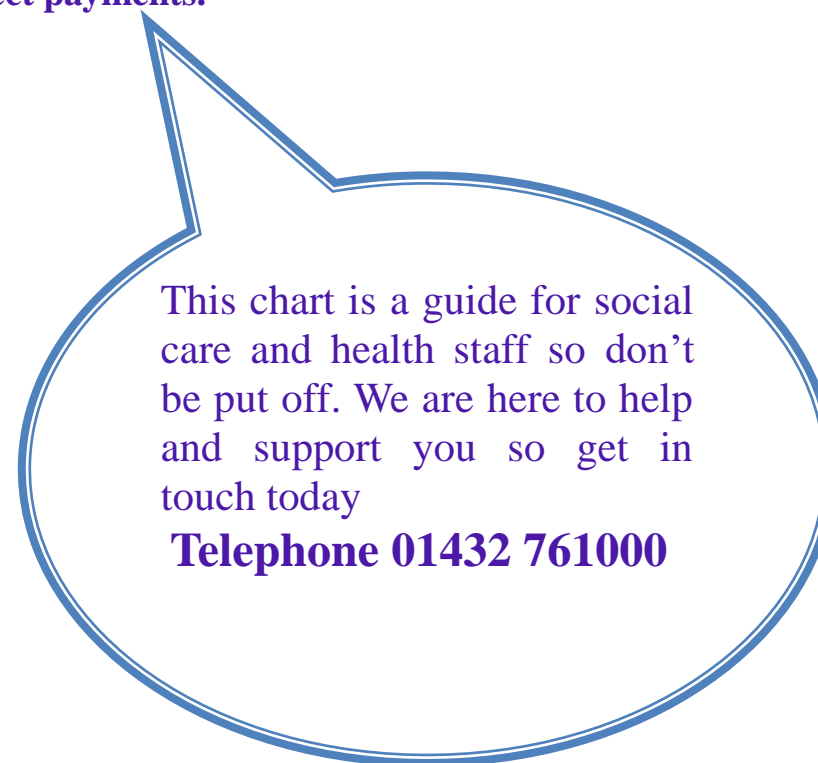 payments.
This chart is a guide for social
care and health staff so don’t
be put off. We are here to help
and support you so get in
touch today
Telephone 01432 761000